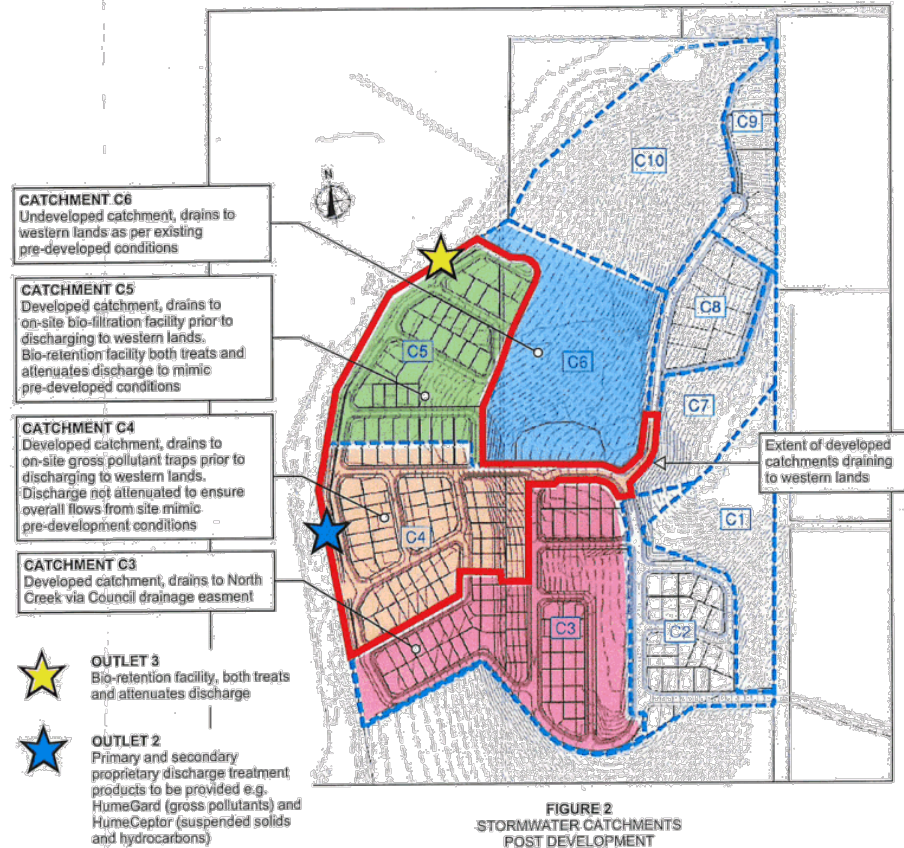 N
CATCHMENT C6
Undeveloped catchment, drains to
western lands as per existing
pre-developed conditions
CATCHMENT C5
Developed catchment, drains to
on-site bio-filtration facility prior to
discharging to western lands.
Bio-retention facility both treats and
attenuates discharge to mimic
pre-developed conditions
CATCHMENT C4
Developed catchment, drains to
on-site gross pollutant traps prior to
discharging to western lands.
Discharge not attenuated to ensure
overall flows from site mimic
pre-development conditions
CATCHMENT C3
Developed catchment, drains to North
Creek via Council drainage easment
OUTLET 3
Bio-retention facility, both treats
and attenuates discharge
OUTLET 2
Primary and secondary
proprietary discharge treatment
products to be provided e.g.
HumeGard (gross pollutants) and
HumeCeptor (suspended solids
and hydrocarbons)
C9
C10
C8
C5
C6
C7
Extent of developed
catchments draining
to western lands
C1
C4
C3
C2
FIGURE 2
STORMWATER CATCHMENTS
POST DEVELOPMENT